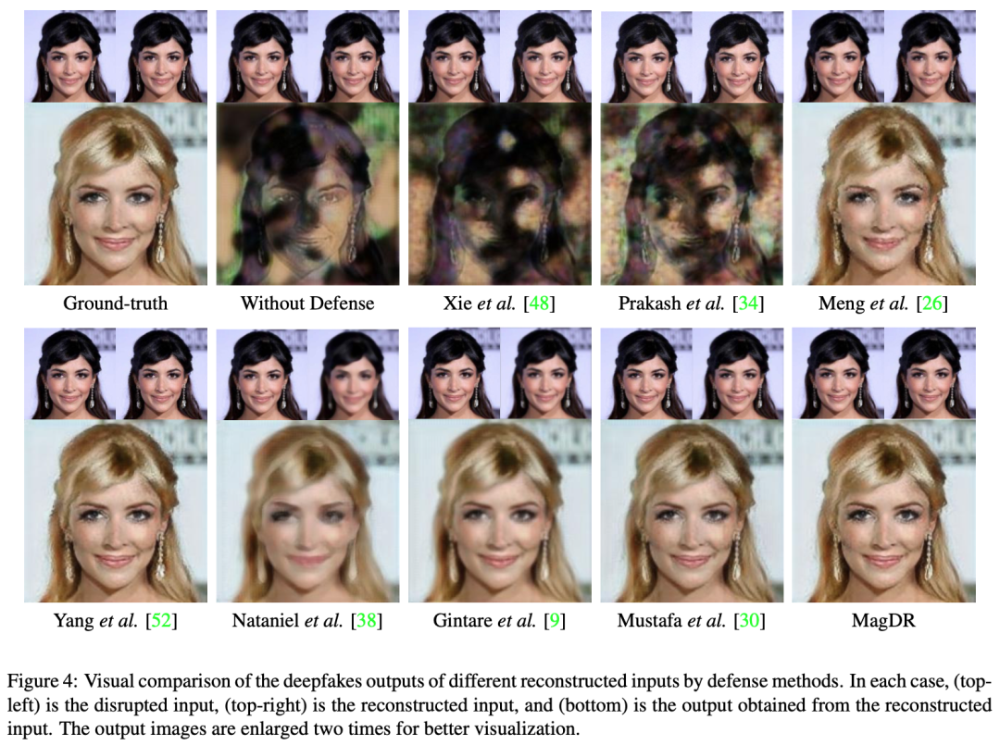 Ground-truth
Without Defense
Xie et al. [48]
Prakash et al. [34]
Meng et al. [26]
Yang et al. [52]
Nataniel et al. [38]
Gintare et al. [9]
Mustafa et al. [30]
MagDR
Figure 4: Visual comparison of the deepfakes outputs of different reconstructed inputs by defense methods. In each case, (top-
left) is the disrupted input, (top-right) is the reconstructed input, and (bottom) is the output obtained from the reconstructed
input. The output images are enlarged two times for better visualization.